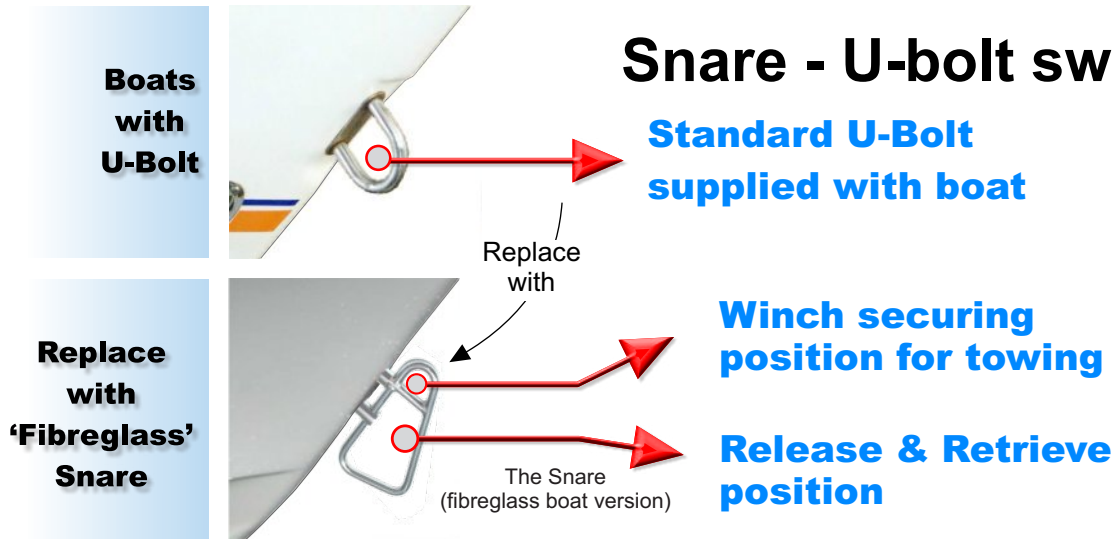 Snare - U-bolt sw
Boats
with
U-Bolt
Standard U-Bolt
supplied with boat
Replace
with
Replace
with
‘Fibreglass’
Snare
Winch securing
position for towing
Release & Retrieve
position
The Snare
(fibreglass boat version)